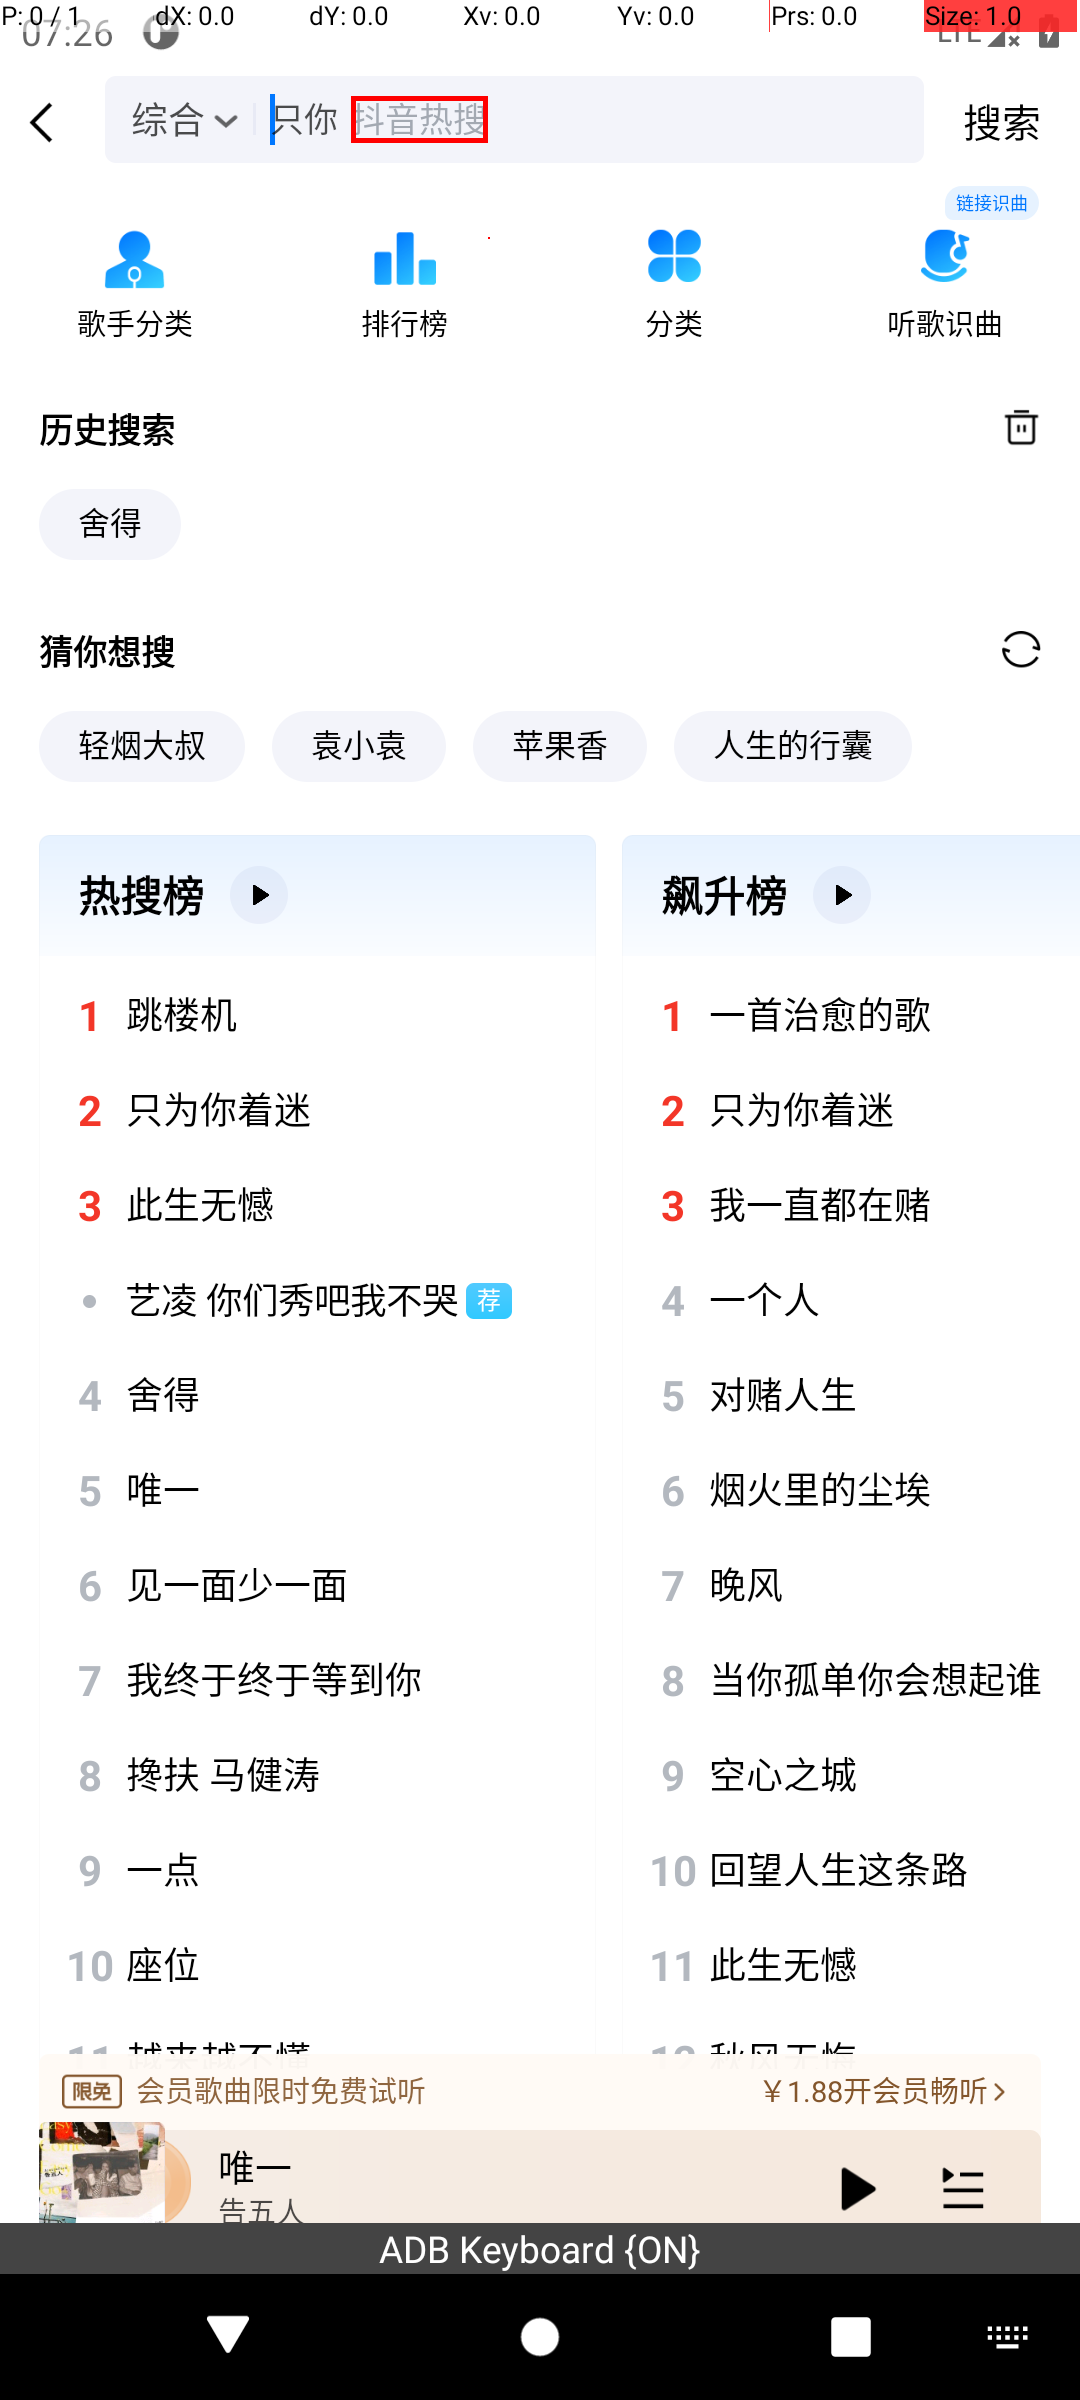 P: 0 / 1 dX: 0.0 dY: 0.0 Xv: 0.0 Yv: 0.0 Prs: 0.0 Size: 1.0
07:26 LTE
综合 只你 抖音热搜 搜索
链接识曲
歌手分类 排行榜 分类 听歌识曲
历史搜索
舍得
猜你想搜
轻烟大叔 袁小袁 苹果香 人生的行囊
热搜榜
1 跳楼机
2 只为你着迷
3 此生无憾
艺凌 你们秀吧我不哭 荐
4 舍得
5 唯一
6 见一面少一面
7 我终于终于等到你
8 搀扶 马健涛
9 一点
10 座位
11 越来越不懂
飙升榜
1 一首治愈的歌
2 只为你着迷
3 我一直都在赌
4 一个人
5 对赌人生
6 烟火里的尘埃
7 晚风
8 当你孤单你会想起谁
9 空心之城
10 回望人生这条路
11 此生无憾
12 秋风无悔
限免 会员歌曲限时免费试听 ￥1.88开会员畅听
唯一
告五人
ADB Keyboard {ON}